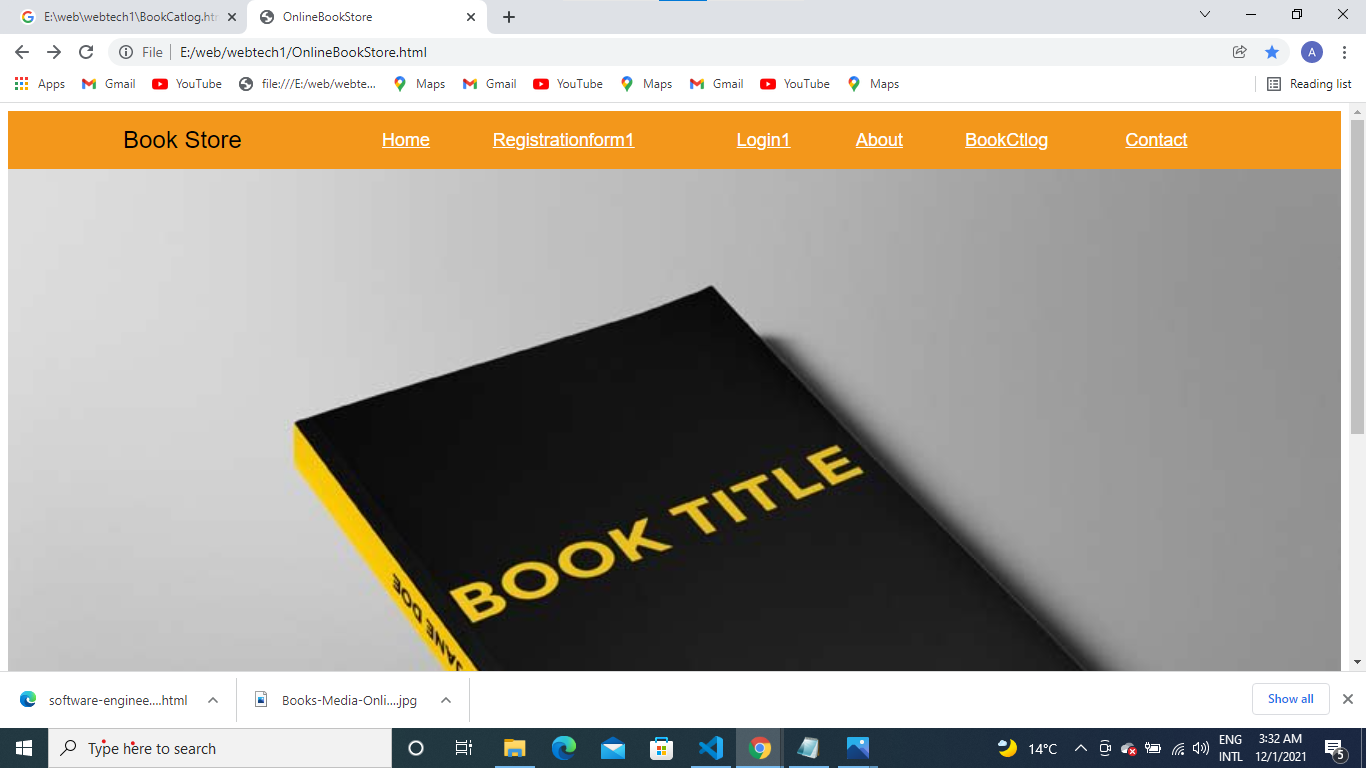 E:\web\webtech1\BookCatlog.htm
OnlineBookStore
File
E:/web/webtech1/OnlineBookStore.html
A
Apps
Gmail
YouTube
file:///E:/web/webte...
Maps
Gmail
YouTube
Maps
Gmail
YouTube
Maps
Reading list
Book Store
Home
Registrationform1
Login1
About
BookCtlog
Contact
BOOK TITLE
JANE DOE
software-enginee....html
Books-Media-Onli....jpg
Show all
Type here to search
14°C
ENG
INTL
3:32 AM
12/1/2021
5